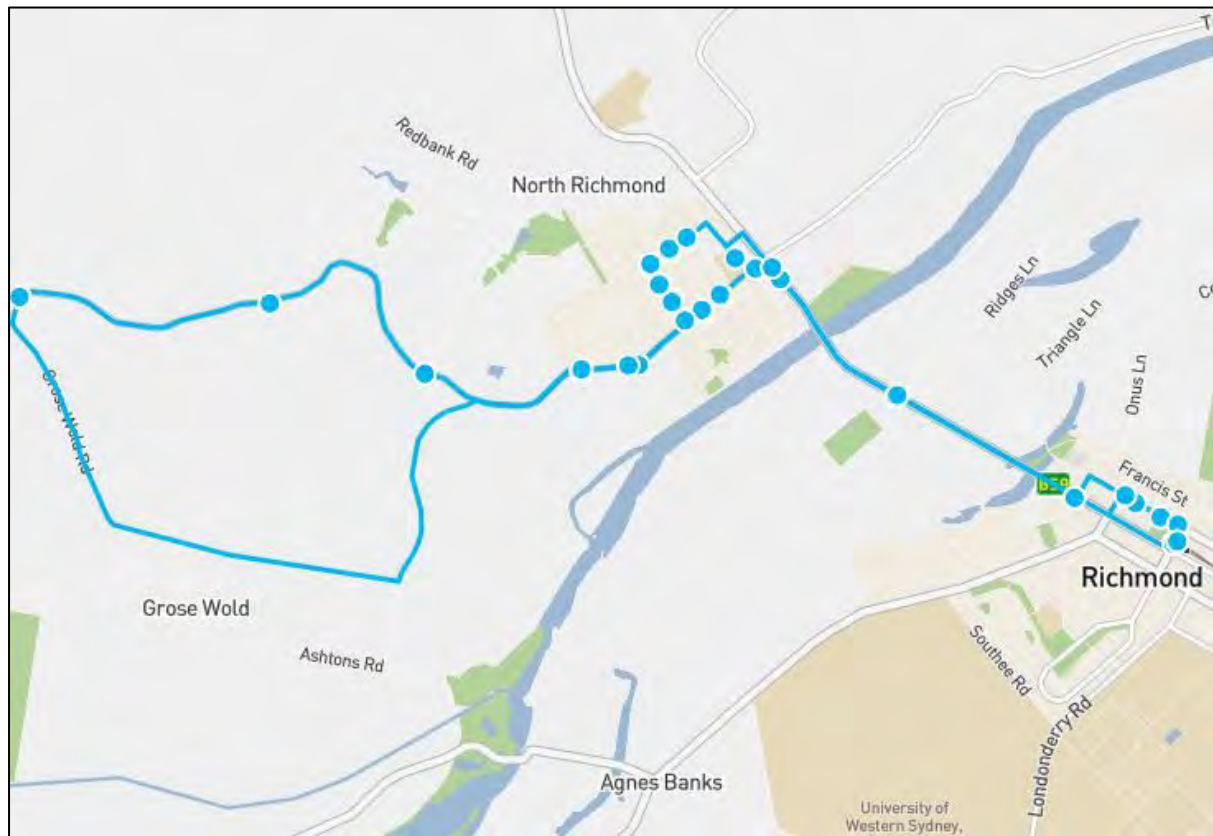 T
Redbank Rd
North Richmond
Ridges Ln
Triangle Ln
Onus Ln
Grose Wold Rd
B59
Francis St
Richmond
Grose Wold
Ashtons Rd
Southee Rd
Londonderry Rd
Agnes Banks
University of
Western Sydney,